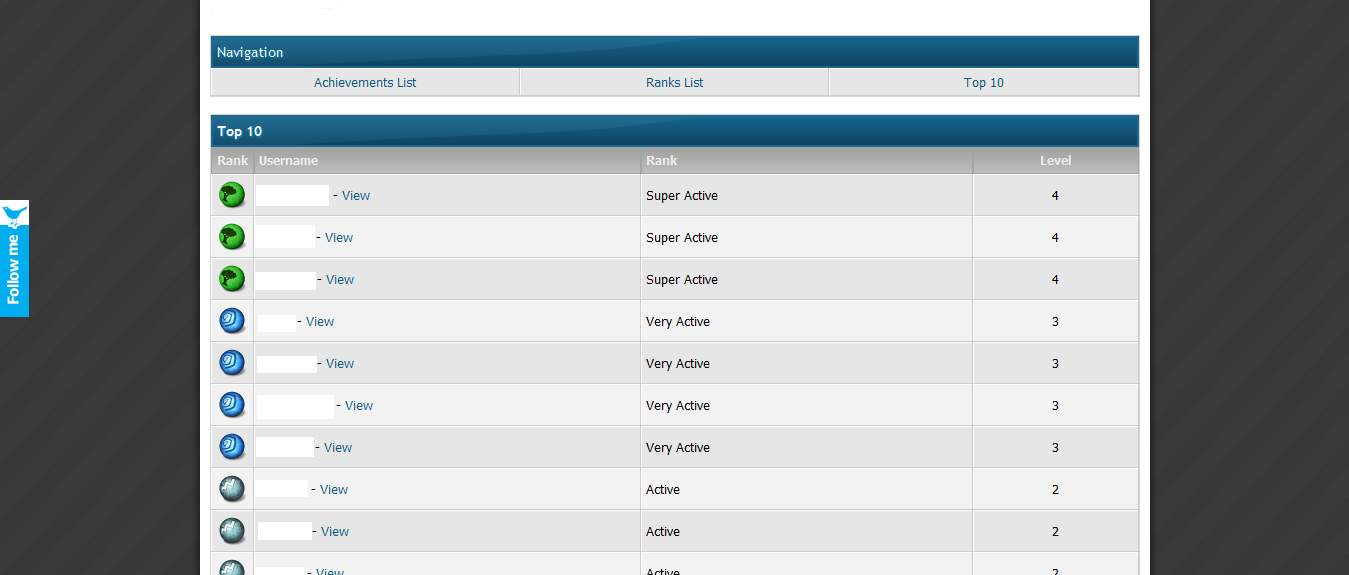 Navigation
Achievements List Ranks List Top 10
Top 10
Rank Username Rank Level
- View Super Active 4
- View Super Active 4
- View Super Active 4
- View Very Active 3
- View Very Active 3
- View Very Active 3
- View Very Active 3
- View Active 2
- View Active 2
- View Active 2
Follow me